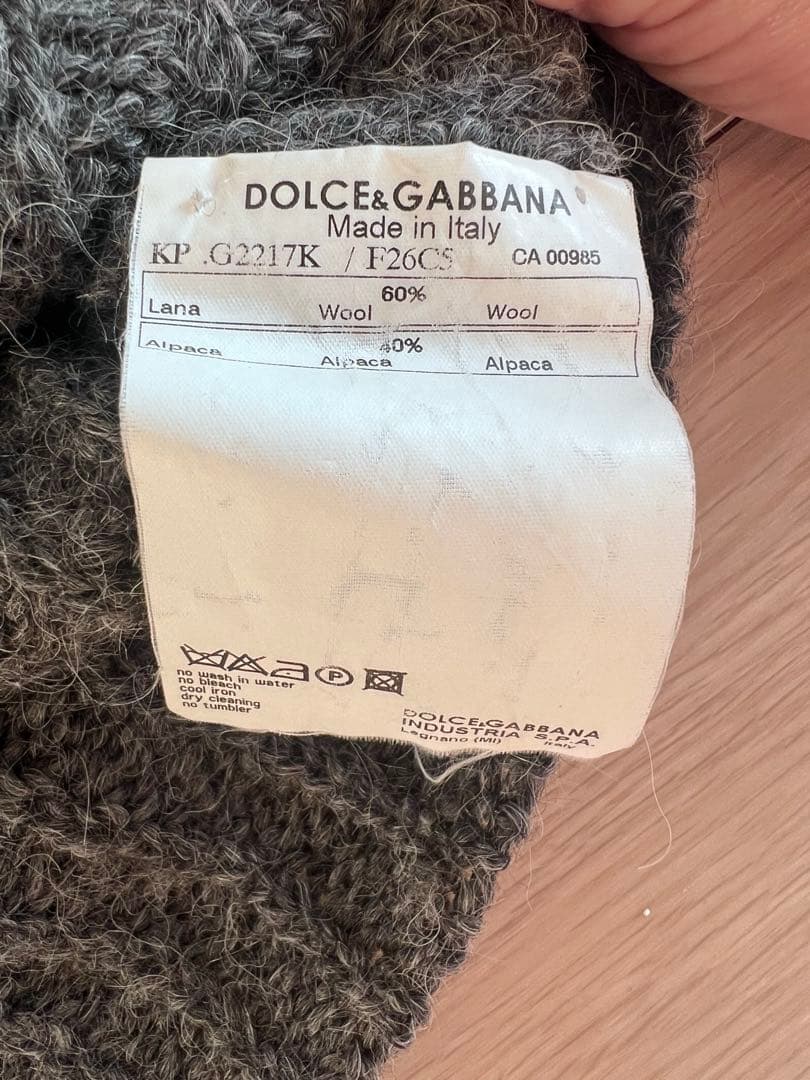 DOLCE&GABBANA
Made in Italy
KP .G2217K / F26CS CA 00985
60%
Lana Wool Wool
40%
Alpaca Alpaca Alpaca
P
no wash in water
no bleach
cool iron
dry cleaning
no tumbler
DOLCE&GABBANA
INDUSTRIA S.P.A.
Legnano (MI) Italy